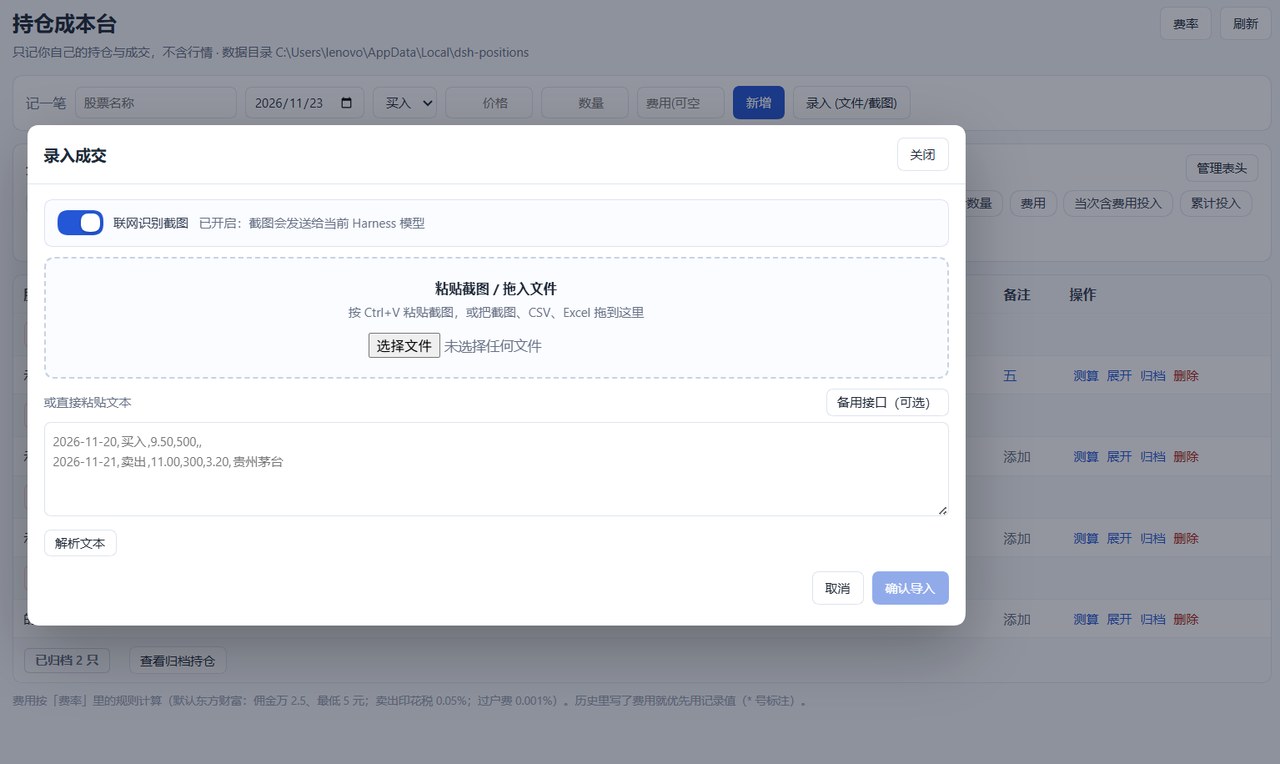 持仓成本台
费率
刷新
只记你自己的持仓与成交，不含行情 · 数据目录 C:\Users\lenovo\AppData\Local\dsh-positions
记一笔 股票名称 2026/11/23 买入 价格 数量 费用(可空 新增 录入 (文件/截图)
录入成交
关闭
管理表头
联网识别截图 已开启：截图会发送给当前 Harness 模型
数量 费用 当次含费用投入 累计投入
粘贴截图 / 拖入文件
按 Ctrl+V 粘贴截图，或把截图、CSV、Excel 拖到这里
选择文件 未选择任何文件
备注 操作
五 测算 展开 归档 删除
或直接粘贴文本
备用接口（可选）
2026-11-20,买入,9.50,500,,
2026-11-21,卖出,11.00,300,3.20,贵州茅台
添加 测算 展开 归档 删除
解析文本
添加 测算 展开 归档 删除
取消
确认导入
添加 测算 展开 归档 删除
已归档 2 只
查看归档持仓
费用按「费率」里的规则计算（默认东方财富：佣金万 2.5、最低 5 元；卖出印花税 0.05%；过户费 0.001%）。历史里写了费用就优先用记录值（* 号标注）。